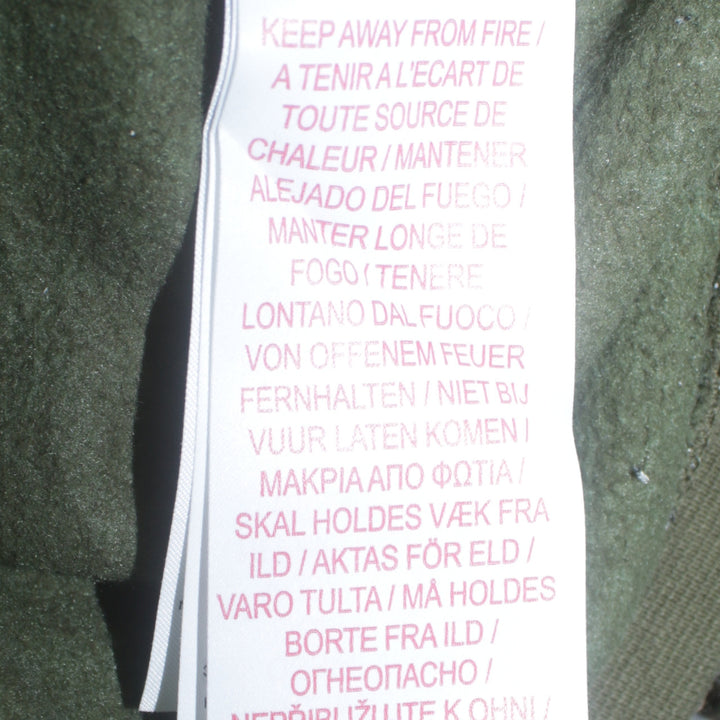 KEEP AWAY FROM FIRE /
A TENIR A L'ECART DE
TOUTE SOURCE DE
CHALEUR / MANTENER
ALEJADO DEL FUEGO /
MANTER LONGE DE
FOGO / TENERE
LONTANO DAL FUOCO /
VON OFFENEM FEUER
FERNHALTEN / NIET BIJ
VUUR LATEN KOMEN /
ΜΑΚΡΙΑ ΑΠΟ ΦΩΤΙΑ /
SKAL HOLDES VÆK FRA
ILD / AKTAS FÖR ELD /
VARO TULTA / MÅ HOLDES
BORTE FRA ILD /
ОГНЕОПАСНО /
NEPŘIBLIŽUJTE K OHNI /